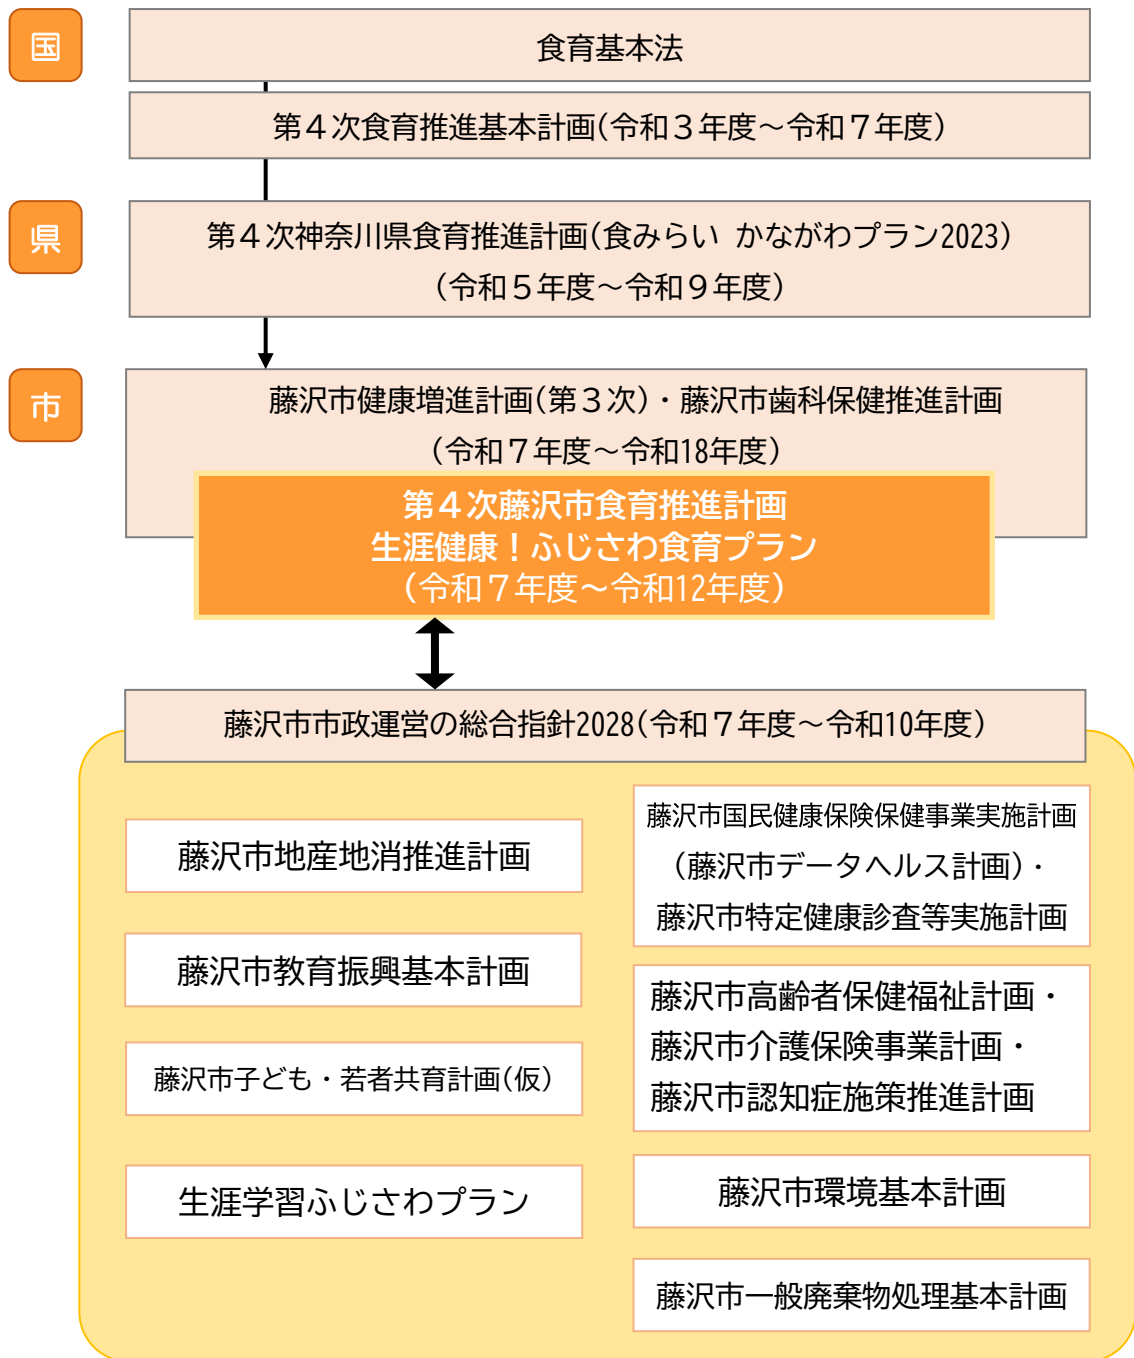 国
食育基本法
第４次食育推進基本計画(令和３年度～令和７年度)
県
第４次神奈川県食育推進計画(食みらい かながわプラン2023)
(令和５年度～令和９年度)
市
藤沢市健康増進計画(第３次)・藤沢市歯科保健推進計画
(令和７年度～令和18年度)
第４次藤沢市食育推進計画
生涯健康！ふじさわ食育プラン
(令和７年度～令和12年度)
藤沢市市政運営の総合指針2028(令和７年度～令和10年度)
藤沢市地産地消推進計画
藤沢市教育振興基本計画
藤沢市子ども・若者共育計画(仮)
生涯学習ふじさわプラン
藤沢市国民健康保険保健事業実施計画
(藤沢市データヘルス計画)・
藤沢市特定健康診査等実施計画
藤沢市高齢者保健福祉計画・
藤沢市介護保険事業計画・
藤沢市認知症施策推進計画
藤沢市環境基本計画
藤沢市一般廃棄物処理基本計画